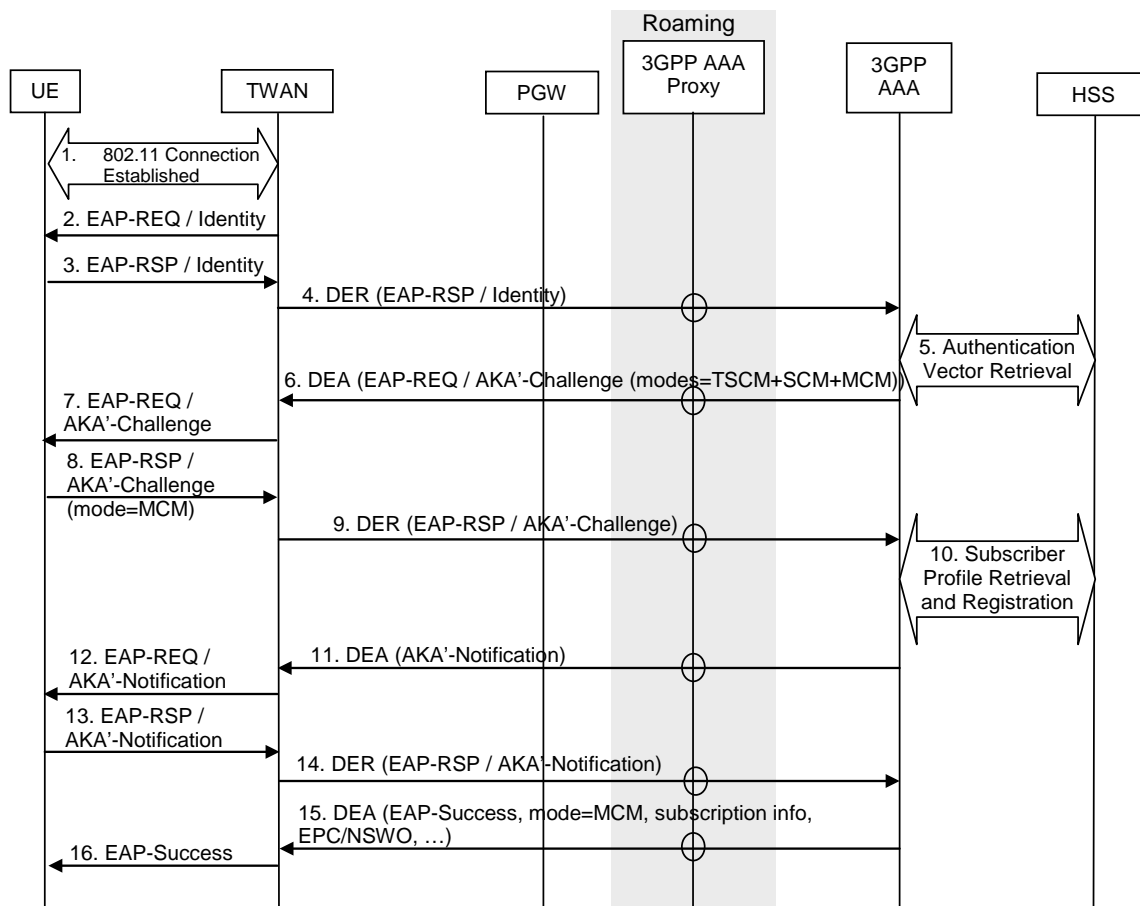 Roaming
UE
TWAN
PGW
3GPP AAA
Proxy
3GPP
AAA
HSS
1. 802.11 Connection
Established
2. EAP-REQ / Identity
3. EAP-RSP / Identity
4. DER (EAP-RSP / Identity)
5. Authentication
Vector Retrieval
6. DEA (EAP-REQ / AKA’-Challenge (modes=TSCM+SCM+MCM))
7. EAP-REQ /
AKA’-Challenge
8. EAP-RSP /
AKA’-Challenge
(mode=MCM)
9. DER (EAP-RSP / AKA’-Challenge)
10. Subscriber
Profile Retrieval
and Registration
11. DEA (AKA’-Notification)
12. EAP-REQ /
AKA’-Notification
13. EAP-RSP /
AKA’-Notification
14. DER (EAP-RSP / AKA’-Notification)
15. DEA (EAP-Success, mode=MCM, subscription info,
EPC/NSWO, …)
16. EAP-Success